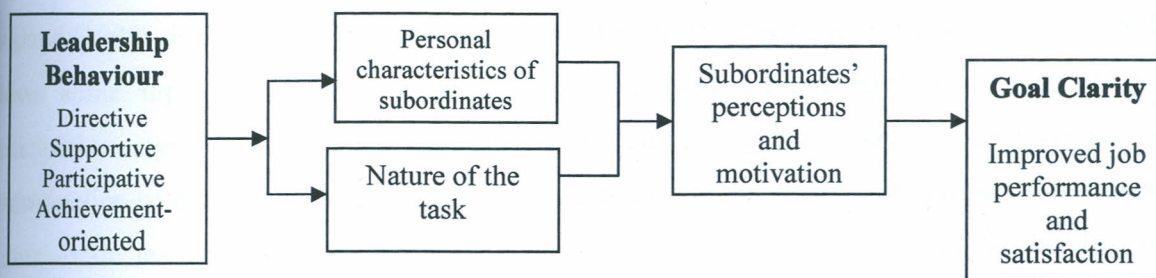 Leadership
Behaviour
Directive
Supportive
Participative
Achievement-
oriented
Personal
characteristics of
subordinates
Nature of the
task
Subordinates’
perceptions
and
motivation
Goal Clarity
Improved job
performance
and
satisfaction